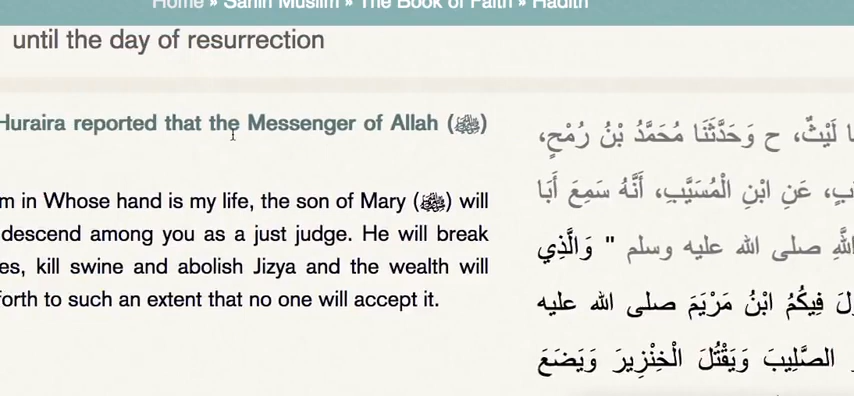 Home » Sahih Muslim » The Book of Faith » Hadith
until the day of resurrection
Huraira reported that the Messenger of Allah (ﷺ)
in Whose hand is my life, the son of Mary (ﷺ) will
descend among you as a just judge. He will break
kill swine and abolish Jizya and the wealth will
forth to such an extent that no one will accept it.
لَيْثٌ، ح وَحَدَّثَنَا مُحَمَّدُ بْنُ رُمْحٍ،
عَنِ ابْنِ الْمُسَيَّبِ، أَنَّهُ سَمِعَ أَبَا
اللَّهِ صلى الله عليه وسلم " وَالَّذِي
فِيكُمُ ابْنُ مَرْيَمَ صلى الله عليه
الصَّلِيبَ وَيَقْتُلَ الْخِنْزِيرَ وَيَضَعَ